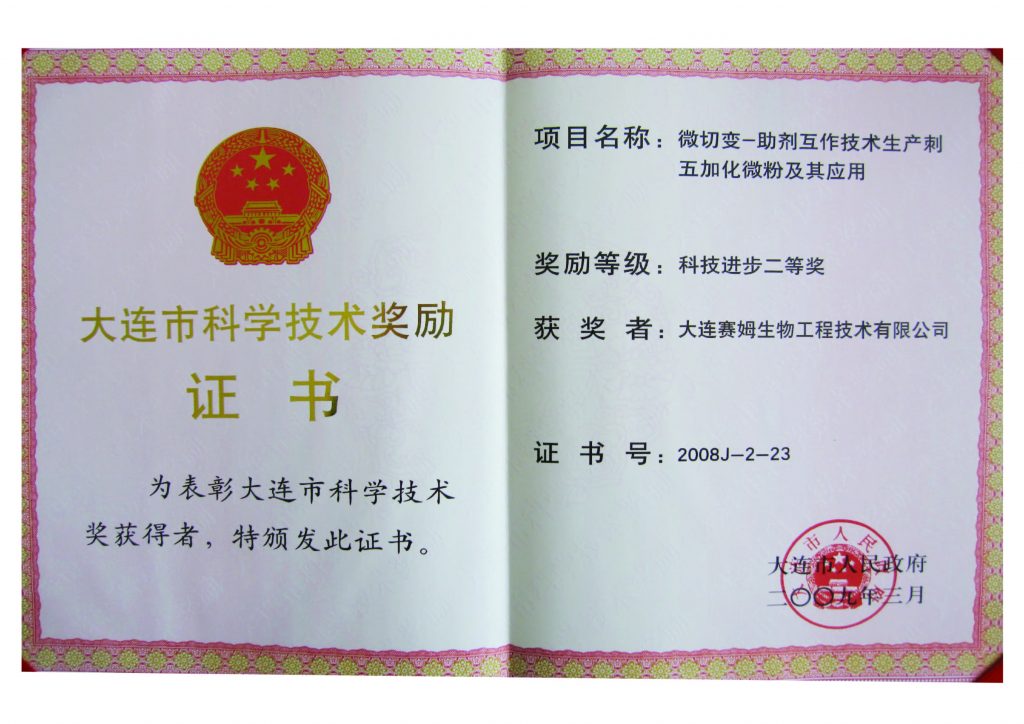 大连市科学技术奖励
证 书
为表彰大连市科学技术
奖获得者，特颁发此证书。
项目名称：微切变-助剂互作技术生产刺
五加化微粉及其应用
奖励等级：科技进步二等奖
获 奖 者：大连赛姆生物工程技术有限公司
证 书 号：2008J-2-23
大连市人民政府
二〇〇九年三月